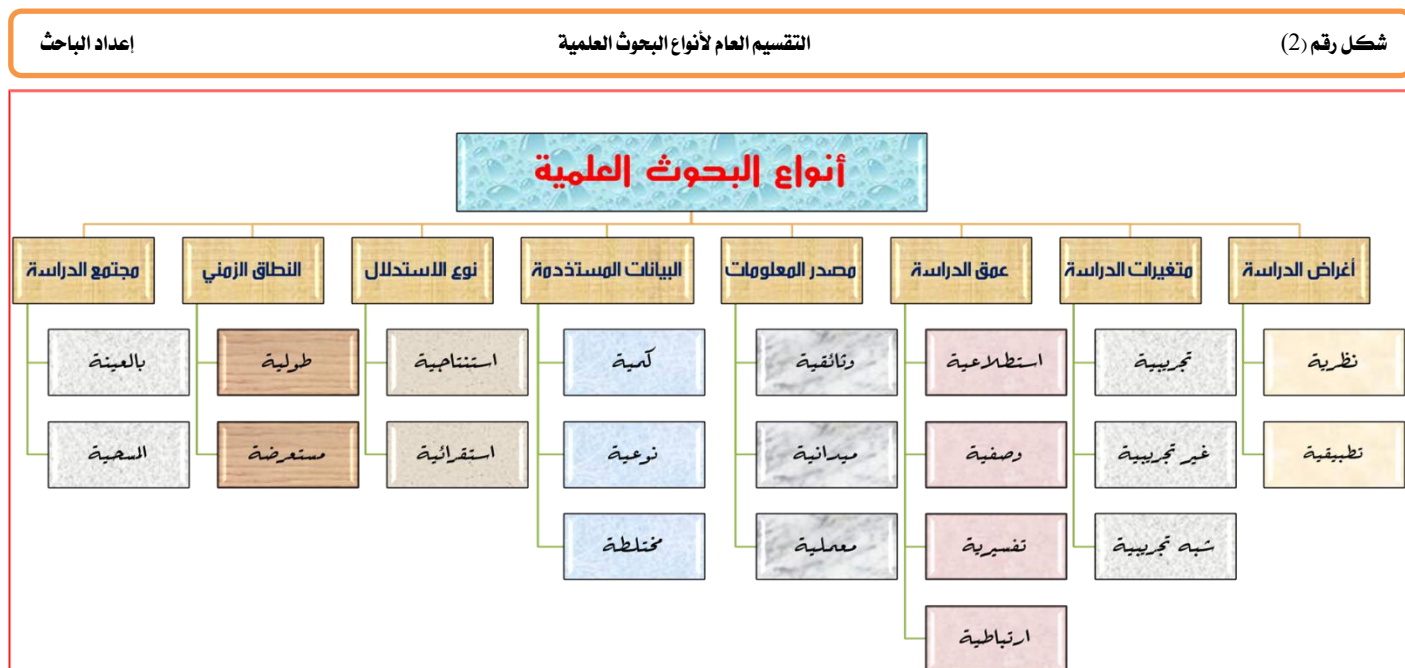 شكل رقم (2)
التقسيم العام لأنواع البحوث العلمية
إعداد الباحث
أنواع البحوث العلمية
أغراض الدراسة
نظرية
تطبيقية
متغيرات الدراسة
تجريبية
غير تجريبية
شبه تجريبية
عمق الدراسة
استطلاعية
وصفية
تفسيرية
ارتباطية
مصدر المعلومات
وثائقية
ميدانية
معملية
البيانات المستخدمة
كمية
نوعية
مختلطة
نوع الاستدلال
استنتاجية
استقرائية
النطاق الزمني
طولية
مستعرضة
مجتمع الدراسة
بالعينة
المسحية